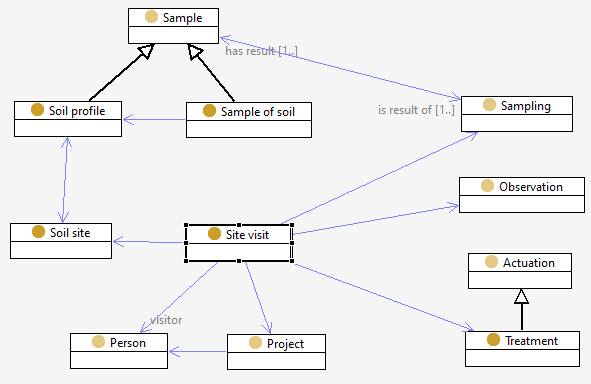 Sample
has result [1..]
Soil profile
Sample of soil
is result of [1..]
Sampling
Observation
Soil site
Site visit
Actuation
visitor
Person
Project
Treatment